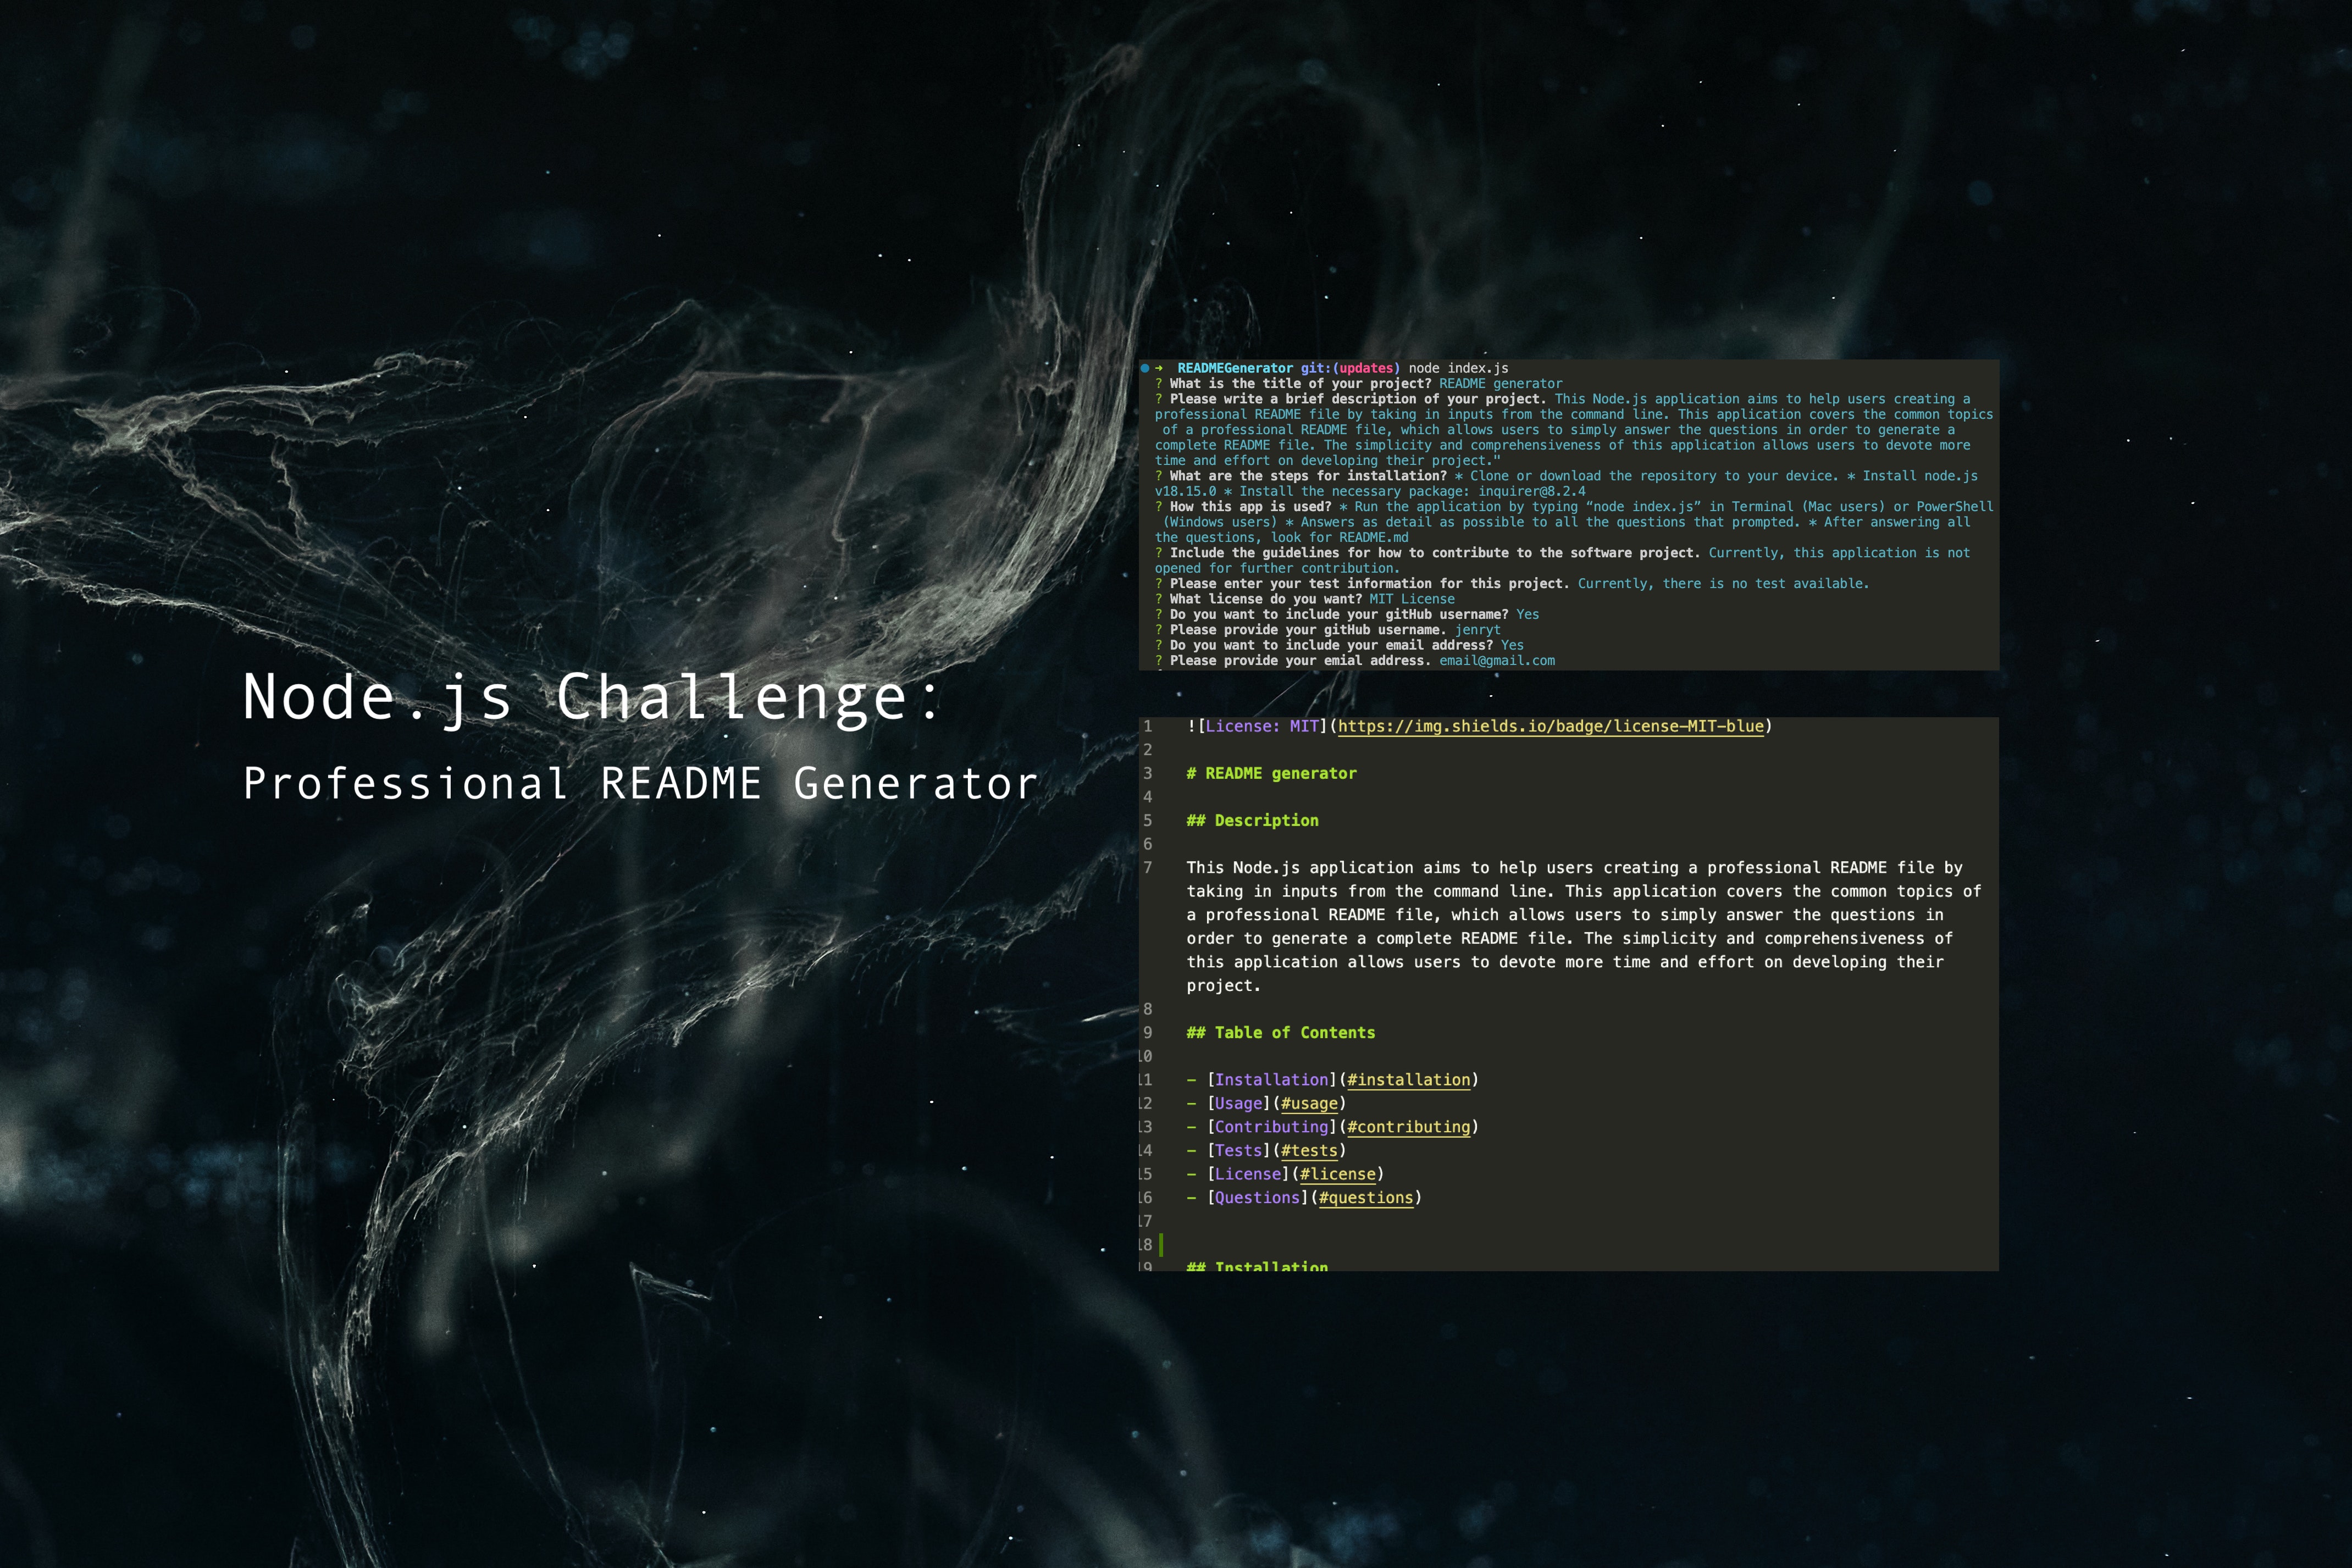 Node.js Challenge:
Professional README Generator
➜  READMEGenerator git:(updates) node index.js
? What is the title of your project? README generator
? Please write a brief description of your project. This Node.js application aims to help users creating a
professional README file by taking in inputs from the command line. This application covers the common topics
 of a professional README file, which allows users to simply answer the questions in order to generate a
complete README file. The simplicity and comprehensiveness of this application allows users to devote more
time and effort on developing their project."
? What are the steps for installation? * Clone or download the repository to your device. * Install node.js
v18.15.0 * Install the necessary package: inquirer@8.2.4
? How this app is used? * Run the application by typing “node index.js” in Terminal (Mac users) or PowerShell
 (Windows users) * Answers as detail as possible to all the questions that prompted. * After answering all
the questions, look for README.md
? Include the guidelines for how to contribute to the software project. Currently, this application is not
opened for further contribution.
? Please enter your test information for this project. Currently, there is no test available.
? What license do you want? MIT License
? Do you want to include your gitHub username? Yes
? Please provide your gitHub username. jenryt
? Do you want to include your email address? Yes
? Please provide your emial address. email@gmail.com
1 ![License: MIT](https://img.shields.io/badge/license-MIT-blue)
2
3 # README generator
4
5 ## Description
6
7 This Node.js application aims to help users creating a professional README file by
taking in inputs from the command line. This application covers the common topics of
a professional README file, which allows users to simply answer the questions in
order to generate a complete README file. The simplicity and comprehensiveness of
this application allows users to devote more time and effort on developing their
project.
8
9 ## Table of Contents
10
11 - [Installation](#installation)
12 - [Usage](#usage)
13 - [Contributing](#contributing)
14 - [Tests](#tests)
15 - [License](#license)
16 - [Questions](#questions)
17
18
19 ## Installation